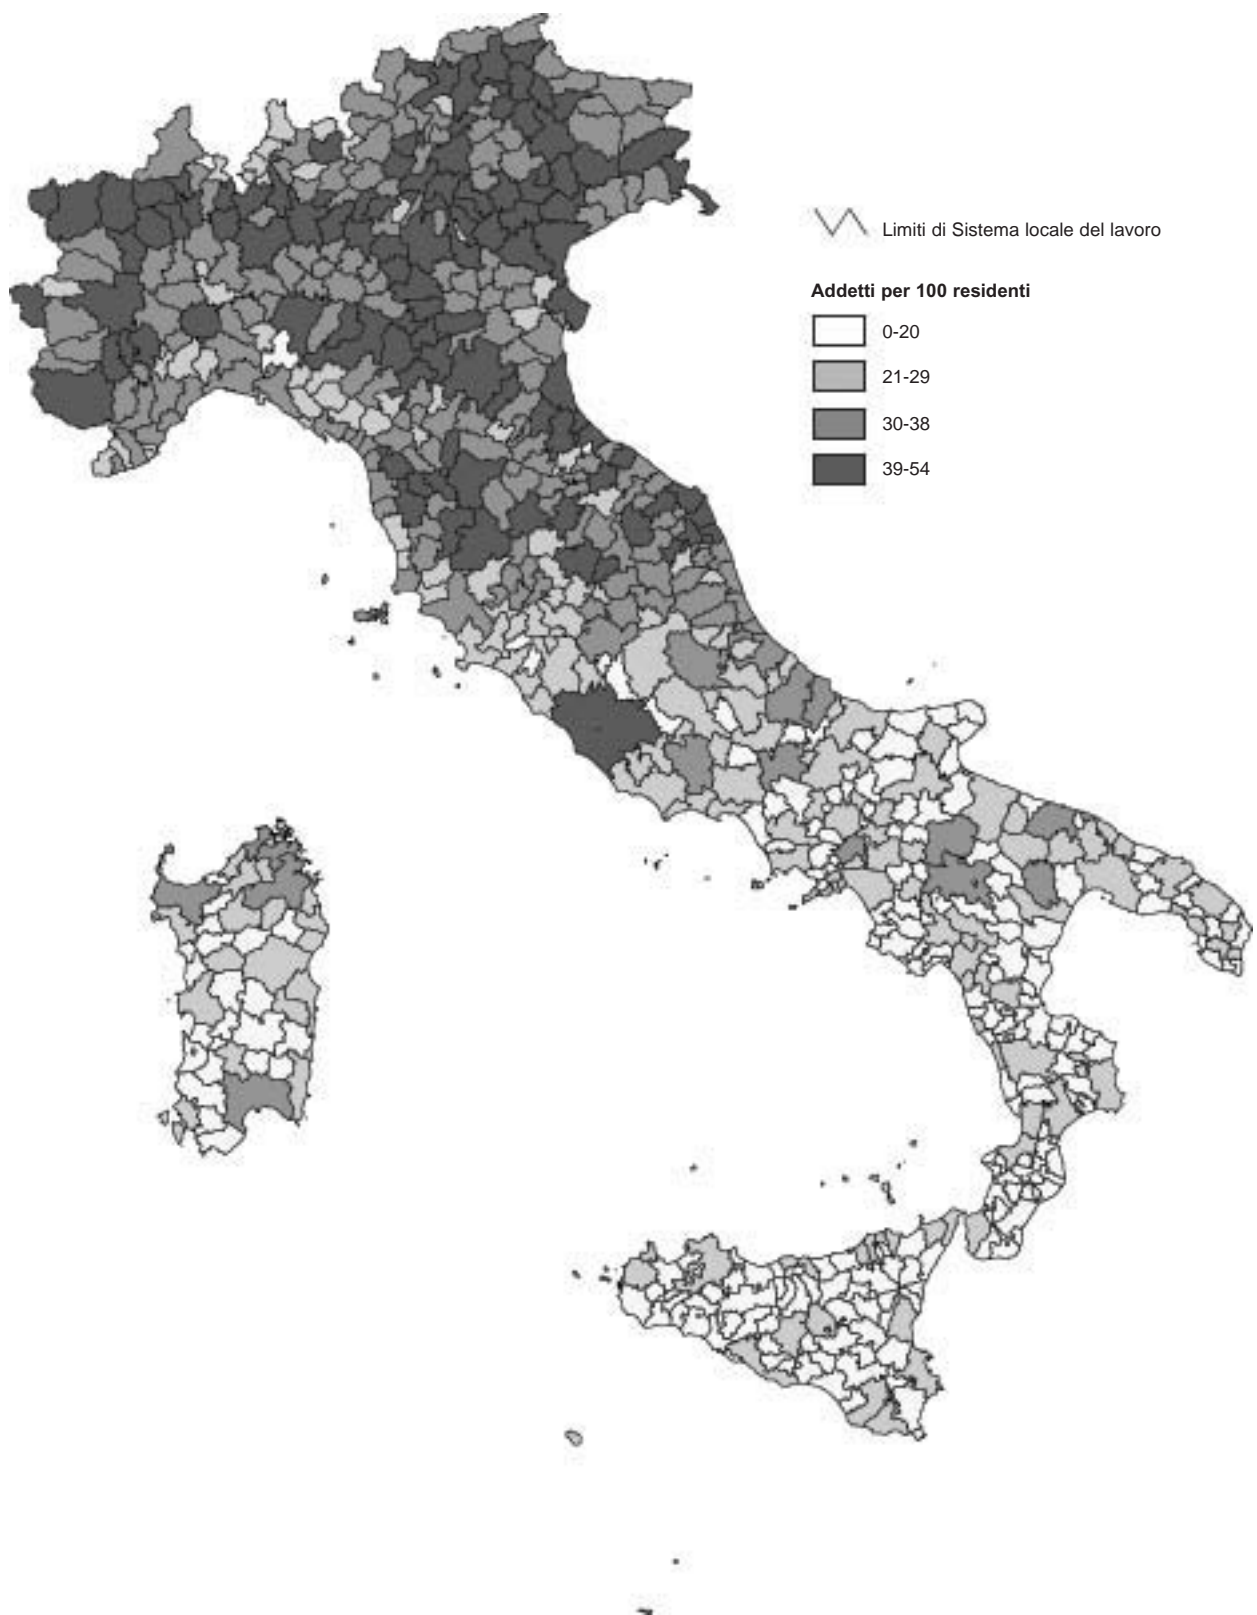 Limiti di Sistema locale del lavoro
Addetti per 100 residenti
0-20
21-29
30-38
39-54